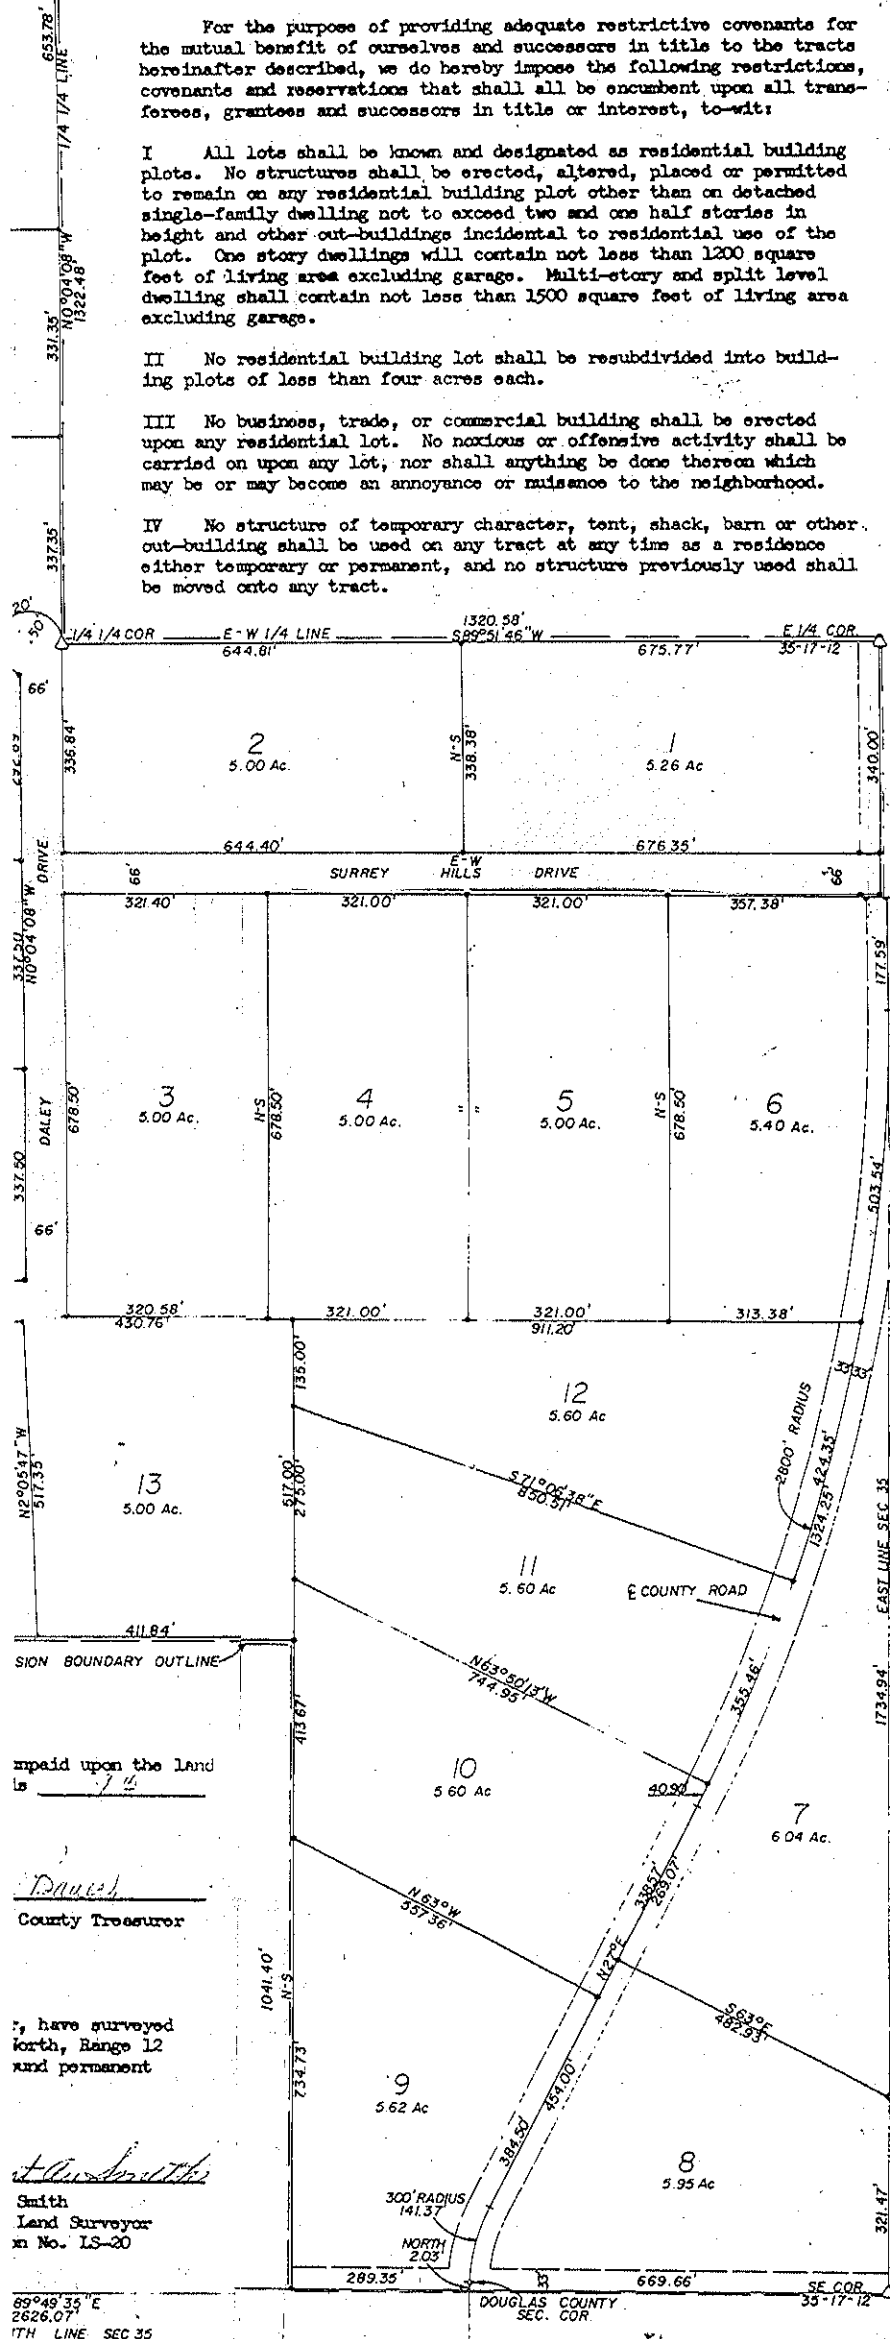 For the purpose of providing adequate restrictive covenants for
the mutual benefit of ourselves and successors in title to the tracts
hereinafter described, we do hereby impose the following restrictions,
covenants and reservations that shall all be encumbent upon all trans-
ferees, grantees and successors in title or interest, to-wit:
I All lots shall be known and designated as residential building
plots. No structures shall be erected, altered, placed or permitted
to remain on any residential building plot other than on detached
single-family dwelling not to exceed two and one half stories in
height and other out-buildings incidental to residential use of the
plot. One story dwellings will contain not less than 1200 square
feet of living area excluding garage. Multi-story and split level
dwelling shall contain not less than 1500 square feet of living area
excluding garage.
II No residential building lot shall be resubdivided into build-
ing plots of less than four acres each.
III No business, trade, or commercial building shall be erected
upon any residential lot. No noxious or offensive activity shall be
carried on upon any lot, nor shall anything be done thereon which
may be or may become an annoyance or nuisance to the neighborhood.
IV No structure of temporary character, tent, shack, barn or other
out-building shall be used on any tract at any time as a residence
either temporary or permanent, and no structure previously used shall
be moved onto any tract.
653.78'
1/4 1/4 LINE
N0°04'08"W
1322.48'
331.35'
337.35'
20'
50'
1/4 1/4 COR
E-W 1/4 LINE
1320.58'
S89°51'46"W
E 1/4 COR
35-17-12
644.81'
675.77'
66'
336.84'
2
5.00 Ac.
N-S
338.38'
1
5.26 Ac
340.00'
644.40'
E-W
676.35'
66'
SURREY HILLS DRIVE
66'
DALEY DRIVE
N0°04'08"W
337.50
321.40'
321.00'
321.00'
357.38'
177.59'
678.50'
3
5.00 Ac.
N-S
678.50'
4
5.00 Ac.
" "
5
5.00 Ac.
N-S
678.50'
6
5.40 Ac.
337.50
66'
503.54'
320.58'
430.76'
321.00'
321.00'
911.20'
313.38'
135.00'
12
5.60 Ac
33'33'
2800' RADIUS
424.35'
1324.25'
N2°05'47"W
517.35'
13
5.00 Ac.
517.00'
275.00'
S71°06'38"E
850.51'
11
5.60 Ac
℄ COUNTY ROAD
EAST LINE SEC 35
1734.94'
411.84'
SION BOUNDARY OUTLINE
N63°50'13"W
744.95'
355.46'
413.67'
mpaid upon the land
is
10
5 60 Ac
40.90'
7
6 04 Ac.
338.57'
269.07'
County Treasurer
N 63° W
557.36'
N27°E
S 63° E
482.93'
1041.40'
N-S
r, have surveyed
North, Range 12
ound permanent
734.73'
9
5.62 Ac
454.00'
384.50'
8
5.95 Ac
321.47'
Smith
Land Surveyor
on No. LS-20
300' RADIUS
141.37'
NORTH
2.03'
289.35'
33'
669.66'
SE COR
35-17-12
DOUGLAS COUNTY
SEC. COR.
89°49'35"E
2626.07'
TH LINE SEC 35